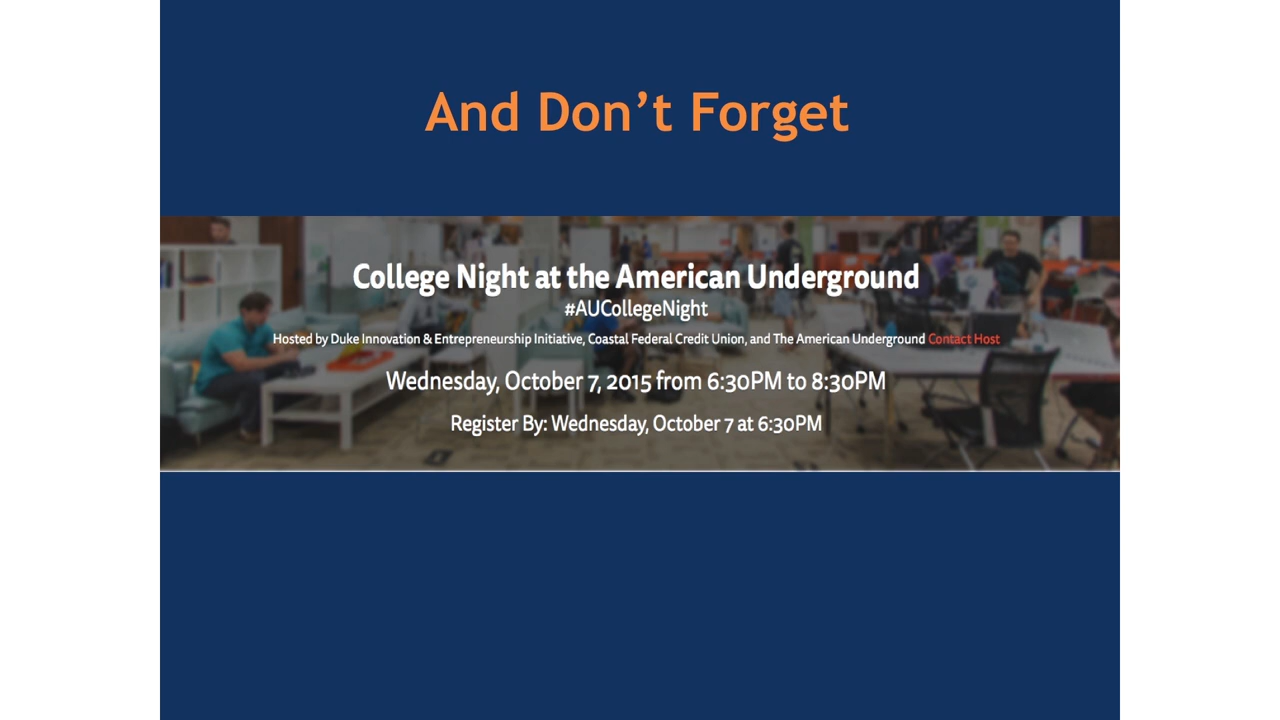 And Don’t Forget
College Night at the American Underground
#AUCollegeNight
Hosted by Duke Innovation & Entrepreneurship Initiative, Coastal Federal Credit Union, and The American Underground Contact Host
Wednesday, October 7, 2015 from 6:30PM to 8:30PM
Register By: Wednesday, October 7 at 6:30PM